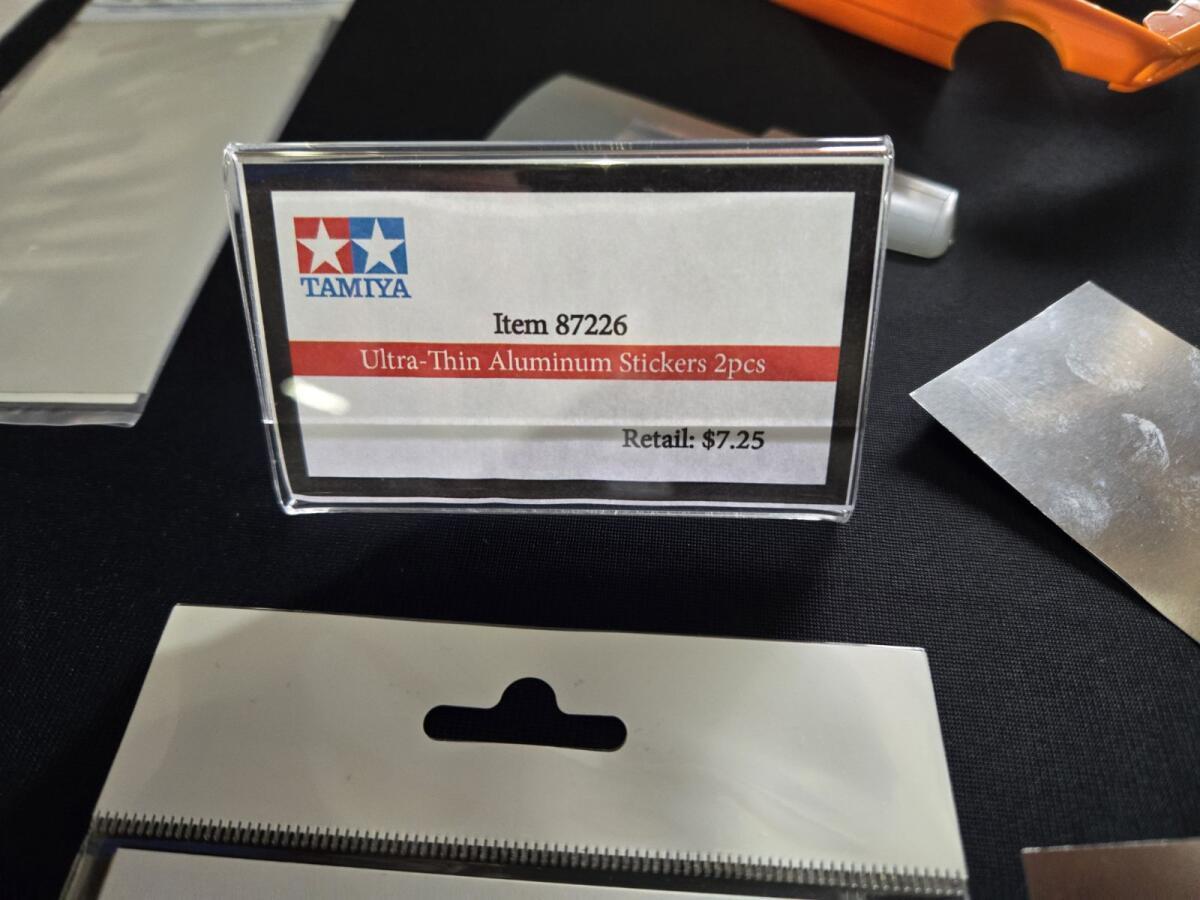 TAMIYA
Item 87226
Ultra-Thin Aluminum Stickers 2pcs
Retail: $7.25